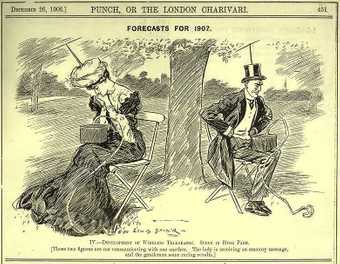 December 26, 1906.] PUNCH, OR THE LONDON CHARIVARI. 451
FORECASTS FOR 1907.
LEWIS BAUMER
IV.—Development of Wireless Telegraphy. Scene in Hyde Park.
[These two figures are not communicating with one another. The lady is receiving an amatory message,
and the gentleman some racing results.]